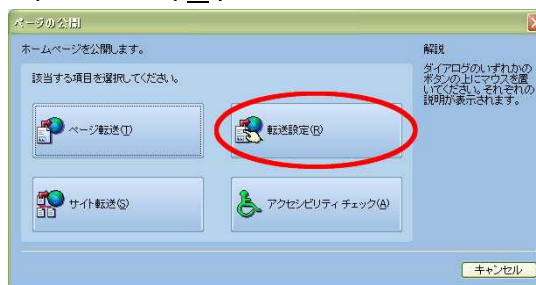 ページの公開
ホームページを公開します。
該当する項目を選択してください。
ページ転送(T)
転送設定(R)
サイト転送(S)
アクセシビリティ チェック(A)
解説
ダイアログのいずれかの
ボタンの上にマウスを置
いてください。それぞれの
説明が表示されます。
キャンセル